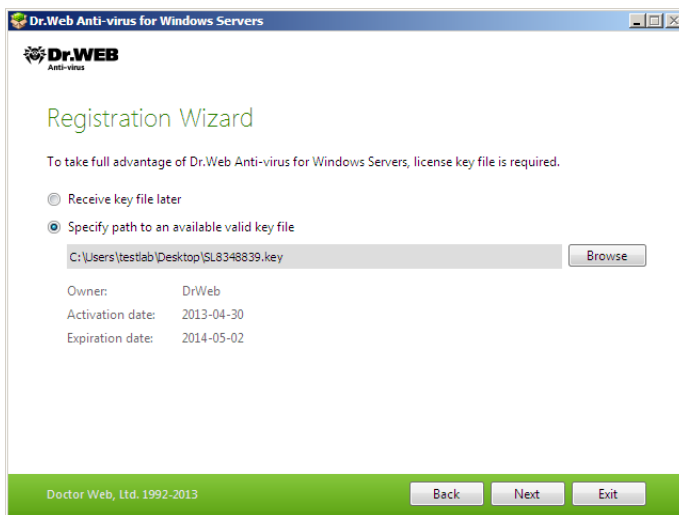 Dr.Web Anti-virus for Windows Servers
Dr.WEB
Anti-virus
Registration Wizard
To take full advantage of Dr.Web Anti-virus for Windows Servers, license key file is required.
Receive key file later
Specify path to an available valid key file
C:\Users\testlab\Desktop\SL8348839.key
Browse
Owner: DrWeb
Activation date: 2013-04-30
Expiration date: 2014-05-02
Doctor Web, Ltd. 1992-2013 Back Next Exit